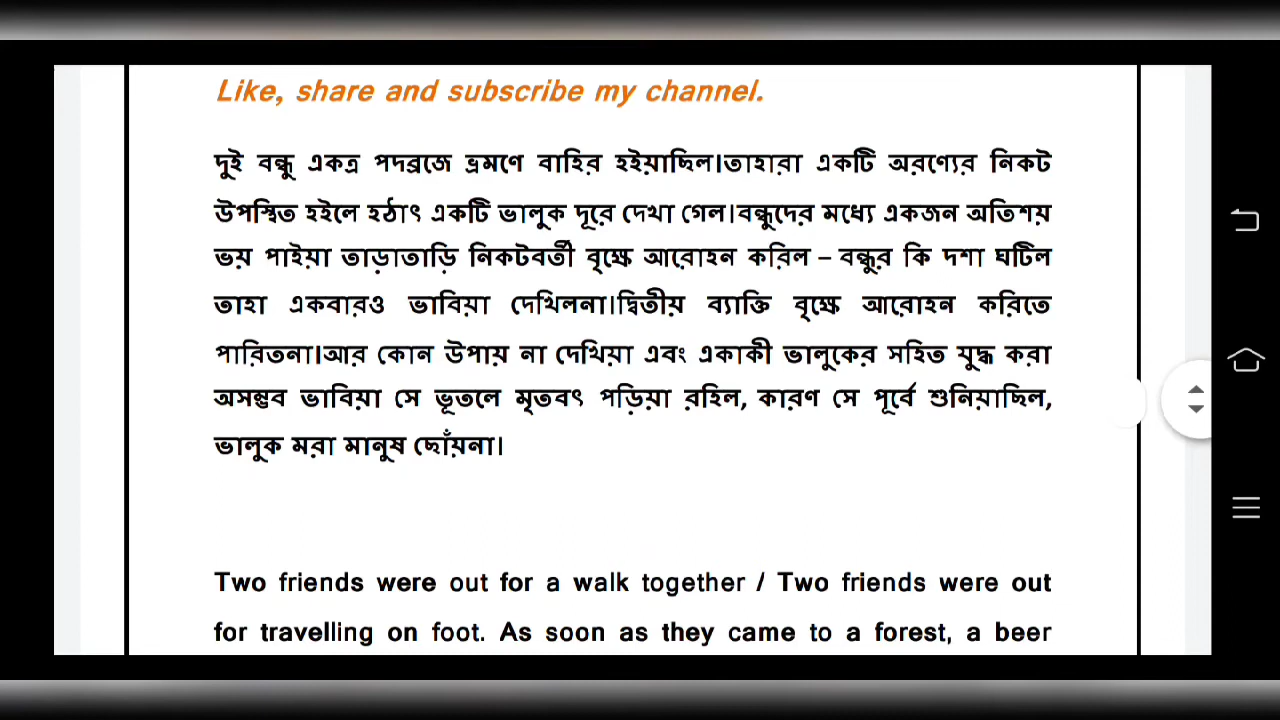 Like, share and subscribe my channel.
দুই বন্ধু একত্র পদব্রজে ভ্রমণে বাহির হইয়াছিল।তাহারা একটি অরণ্যের নিকট
উপস্থিত হইলে হঠাৎ একটি ভালুক দূরে দেখা গেল।বন্ধুদের মধ্যে একজন অতিশয়
ভয় পাইয়া তাড়াতাড়ি নিকটবর্তী বৃক্ষে আরোহন করিল – বন্ধুর কি দশা ঘটিল
তাহা একবারও ভাবিয়া দেখিলনা।দ্বিতীয় ব্যাক্তি বৃক্ষে আরোহন করিতে
পারিতনা।আর কোন উপায় না দেখিয়া এবং একাকী ভালুকের সহিত যুদ্ধ করা
অসম্ভব ভাবিয়া সে ভূতলে মৃতবৎ পড়িয়া রহিল, কারণ সে পূর্বে শুনিয়াছিল,
ভালুক মরা মানুষ ছোঁয়না।
Two friends were out for a walk together / Two friends were out
for travelling on foot. As soon as they came to a forest, a beer